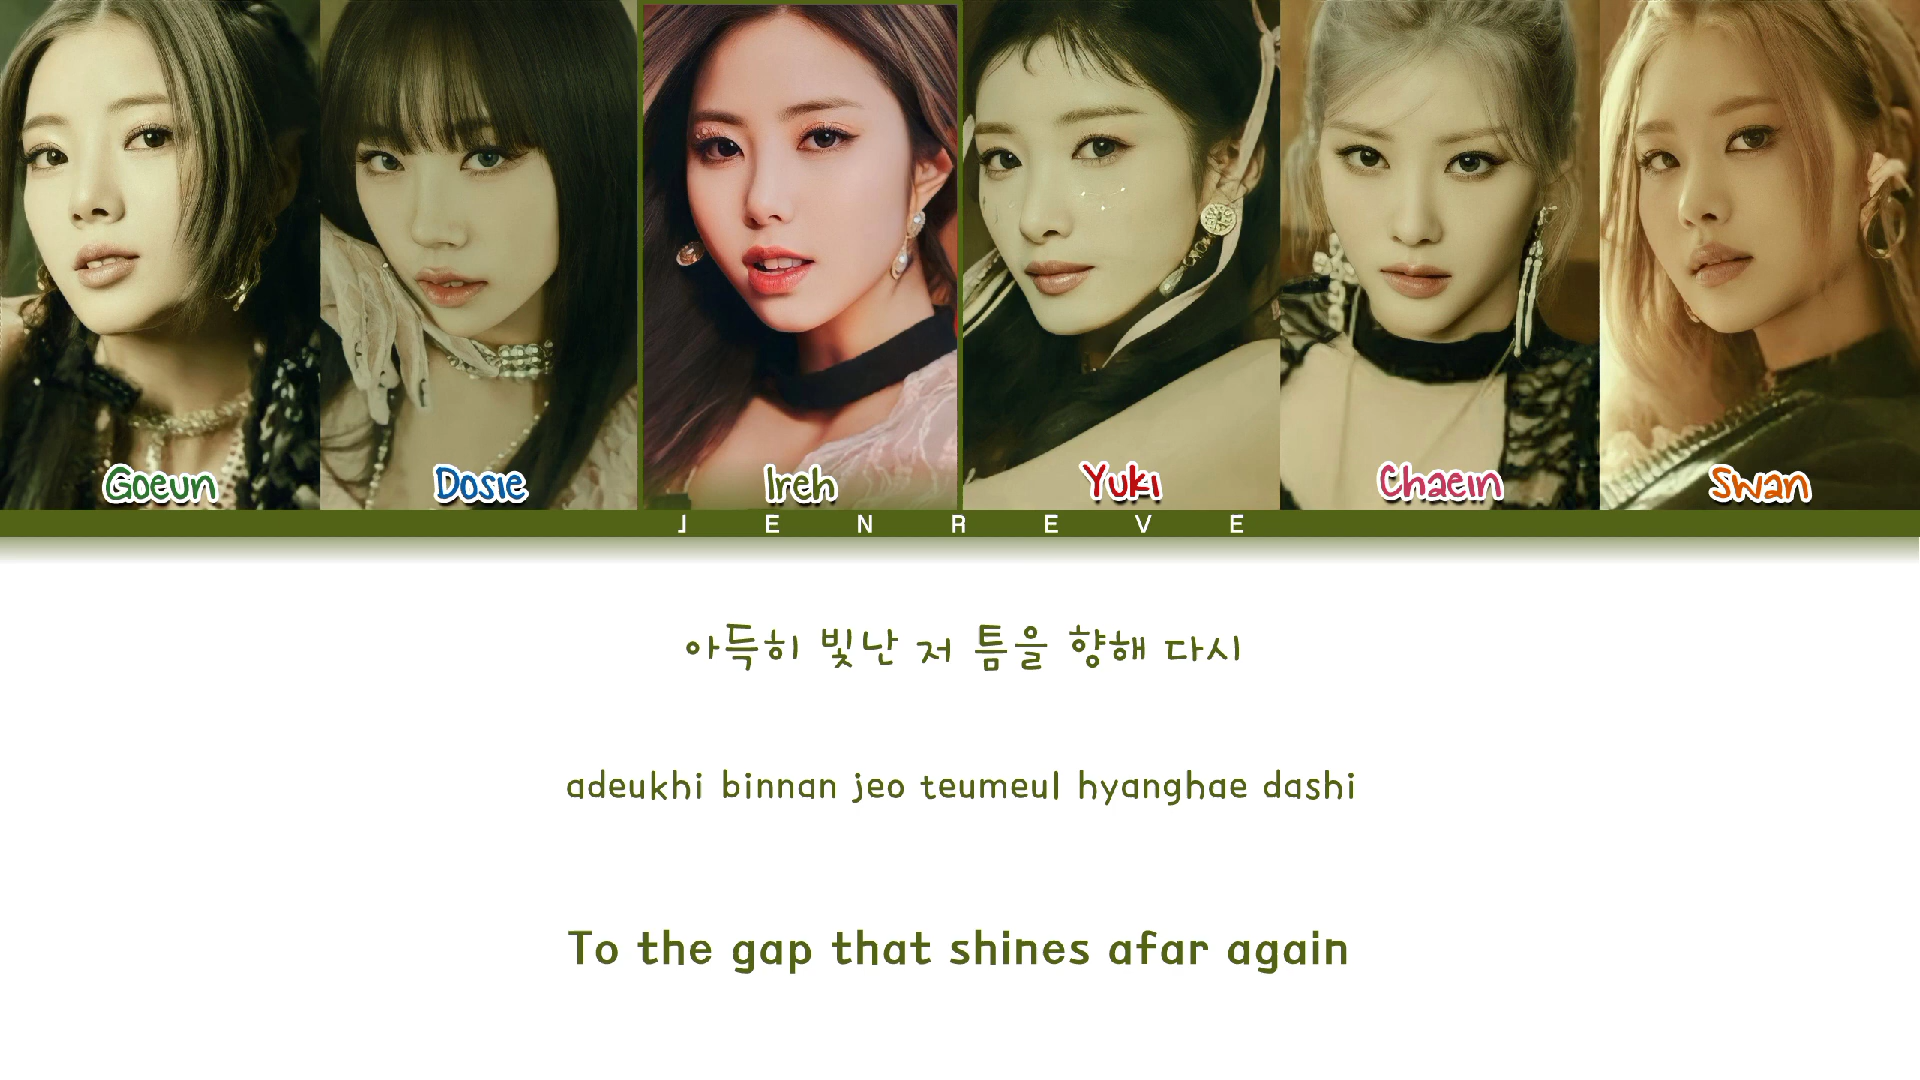 Goeun Dosie Ireh Yuki Chaein Swan
JENREVE
아득히 빛난 저 틈을 향해 다시
adeukhi binnan jeo teumeul hyanghae dashi
To the gap that shines afar again